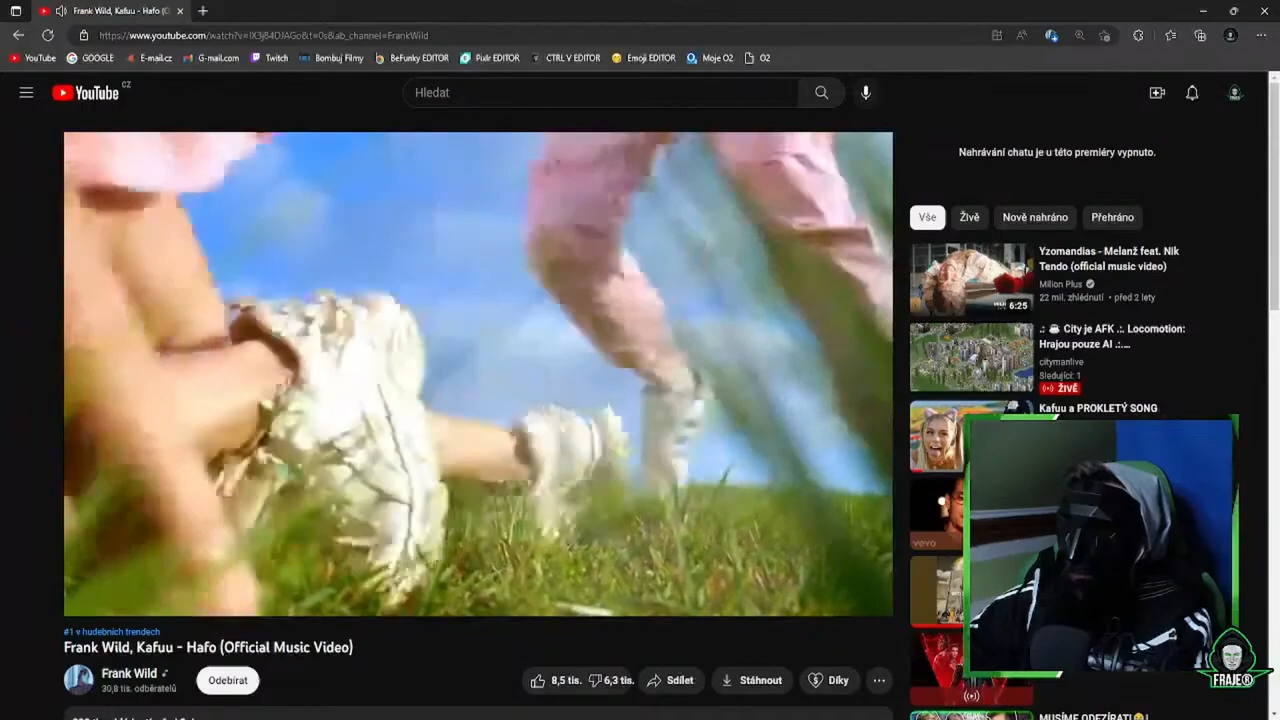 Frank Wild, Kafuu - Hafo (O
https://www.youtube.com/watch?v=IX3j84DJAGo&t=0s&ab_channel=FrankWild
YouTube
GOOGLE
E-mail.cz
G-mail.com
Twitch
Bombuj Filmy
BeFunky EDITOR
Pixlr EDITOR
CTRL V EDITOR
Emoji EDITOR
Moje O2
O2
YouTube CZ
Hledat
Nahrávání chatu je u této premiéry vypnuto.
Vše
Živě
Nově nahráno
Přehráno
Yzomandias - Melanž feat. Nik
Tendo (official music video)
Milion Plus
22 mil. zhlédnutí • před 2 lety
6:25
.: City je AFK .: Locomotion:
Hrajou pouze AI .:...
citymanlive
Sledující: 1
ŽIVĚ
Kafuu a PROKLETÝ SONG
vevo
#1 v hudebních trendech
Frank Wild, Kafuu - Hafo (Official Music Video)
Frank Wild
30,8 tis. odběratelů
Odebírat
8,5 tis.
6,3 tis.
Sdílet
Stáhnout
Díky
FRAJE®
MUSÍME ODEZÍRAT!